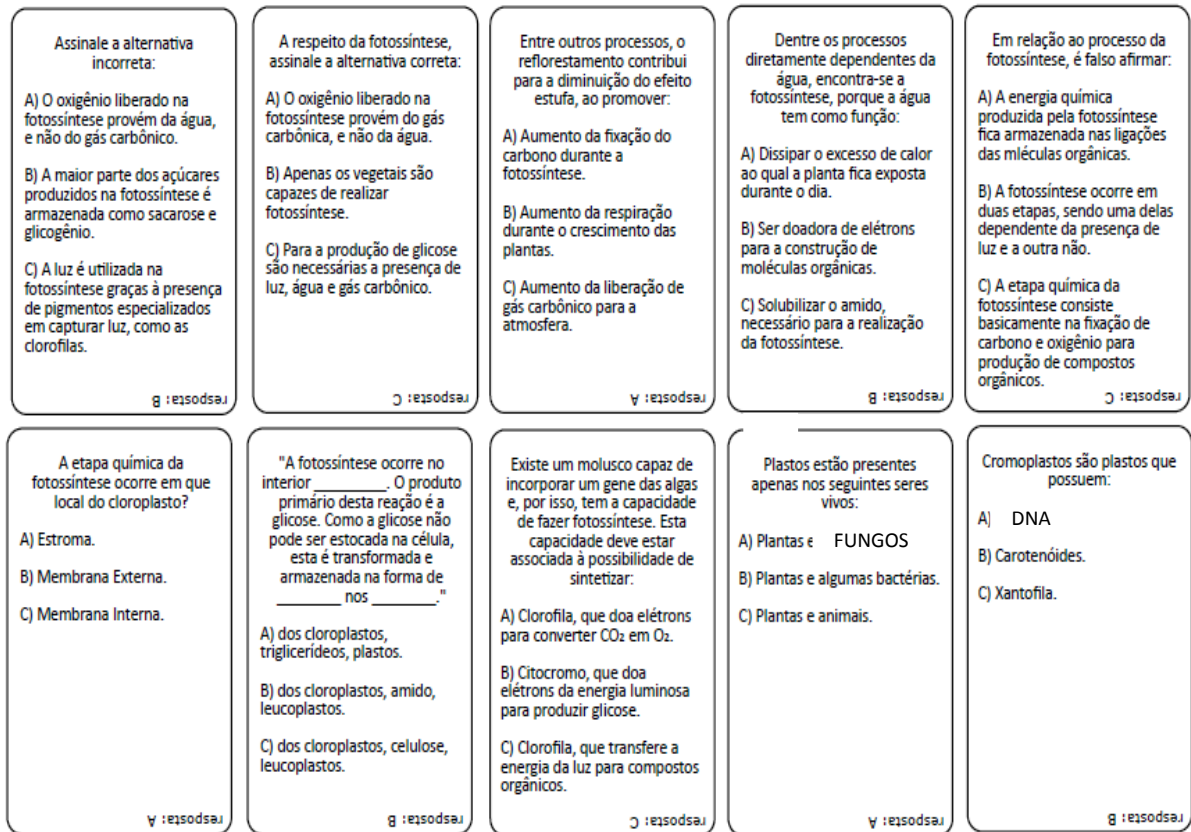 Assinale a alternativa
incorreta:
A) O oxigênio liberado na
fotossíntese provém da água,
e não do gás carbônico.
B) A maior parte dos açúcares
produzidos na fotossíntese é
armazenada como sacarose e
glicogênio.
C) A luz é utilizada na
fotossíntese graças à presença
de pigmentos especializados
em capturar luz, como as
clorofilas.
resposta: B
A respeito da fotossíntese,
assinale a alternativa correta:
A) O oxigênio liberado na
fotossíntese provém do gás
carbônica, e não da água.
B) Apenas os vegetais são
capazes de realizar
fotossíntese.
C) Para a produção de glicose
são necessárias a presença de
luz, água e gás carbônico.
resposta: C
Entre outros processos, o
reflorestamento contribui
para a diminuição do efeito
estufa, ao promover:
A) Aumento da fixação do
carbono durante a
fotossíntese.
B) Aumento da respiração
durante o crescimento das
plantas.
C) Aumento da liberação de
gás carbônico para a
atmosfera.
resposta: A
Dentre os processos
diretamente dependentes da
água, encontra-se a
fotossíntese, porque a água
tem como função:
A) Dissipar o excesso de calor
ao qual a planta fica exposta
durante o dia.
B) Ser doadora de elétrons
para a construção de
moléculas orgânicas.
C) Solubilizar o amido,
necessário para a realização
da fotossíntese.
resposta: B
Em relação ao processo da
fotossíntese, é falso afirmar:
A) A energia química
produzida pela fotossíntese
fica armazenada nas ligações
das mléculas orgânicas.
B) A fotossíntese ocorre em
duas etapas, sendo uma delas
dependente da presença de
luz e a outra não.
C) A etapa química da
fotossíntese consiste
basicamente na fixação de
carbono e oxigênio para
produção de compostos
orgânicos.
resposta: C
A etapa química da
fotossíntese ocorre em que
local do cloroplasto?
A) Estroma.
B) Membrana Externa.
C) Membrana Interna.
resposta: A
"A fotossíntese ocorre no
interior _________. O produto
primário desta reação é a
glicose. Como a glicose não
pode ser estocada na célula,
esta é transformada e
armazenada na forma de
________ nos ________."
A) dos cloroplastos,
triglicerídeos, plastos.
B) dos cloroplastos, amido,
leucoplastos.
C) dos cloroplastos, celulose,
leucoplastos.
resposta: B
Existe um molusco capaz de
incorporar um gene das algas
e, por isso, tem a capacidade
de fazer fotossíntese. Esta
capacidade deve estar
associada à possibilidade de
sintetizar:
A) Clorofila, que doa elétrons
para converter CO₂ em O₂.
B) Citocromo, que doa
elétrons da energia luminosa
para produzir glicose.
C) Clorofila, que transfere a
energia da luz para compostos
orgânicos.
resposta: C
Plastos estão presentes
apenas nos seguintes seres
vivos:
A) Plantas e FUNGOS
B) Plantas e algumas bactérias.
C) Plantas e animais.
resposta: A
Cromoplastos são plastos que
possuem:
A) DNA
B) Carotenóides.
C) Xantofila.
resposta: B